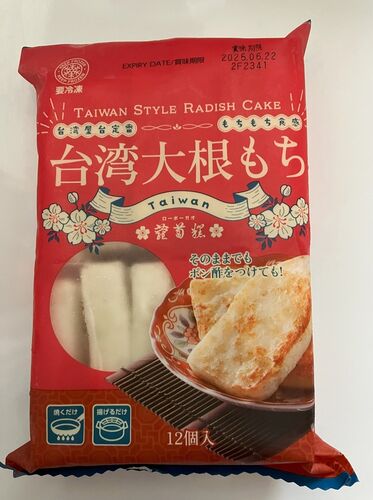 KEEP FROZEN
要冷凍
EXPIRY DATE/賞味期限
賞味期限
2025.06.22
2F2341
TAIWAN STYLE RADISH CAKE
台湾屋台定番
もちもち食感
台湾大根もち
Taiwan
ローボーガオ
蘿蔔糕
そのままでも
ポン酢をつけても!
焼くだけ
揚げるだけ
12個入